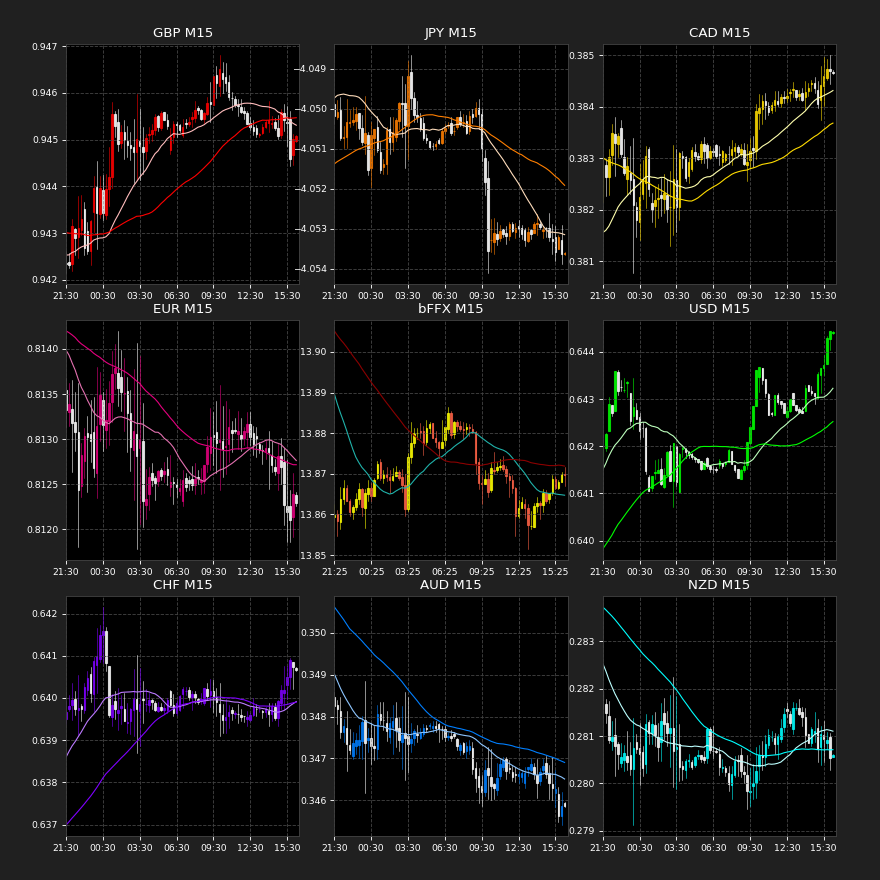 GBP M15
JPY M15
CAD M15
0.947
0.946
0.945
0.944
0.943
0.942
-4.049
-4.050
-4.051
-4.052
-4.053
-4.054
0.385
0.384
0.383
0.382
0.381
21:30 00:30 03:30 06:30 09:30 12:30 15:30
21:30 00:30 03:30 06:30 09:30 12:30 15:30
21:30 00:30 03:30 06:30 09:30 12:30 15:30
EUR M15
bFFX M15
USD M15
0.8140
0.8135
0.8130
0.8125
0.8120
13.90
13.89
13.88
13.87
13.86
13.85
0.644
0.643
0.642
0.641
0.640
21:30 00:30 03:30 06:30 09:30 12:30 15:30
21:25 00:25 03:25 06:25 09:25 12:25 15:25
21:30 00:30 03:30 06:30 09:30 12:30 15:30
CHF M15
AUD M15
NZD M15
0.642
0.641
0.640
0.639
0.638
0.637
0.350
0.349
0.348
0.347
0.346
0.283
0.282
0.281
0.280
0.279
21:30 00:30 03:30 06:30 09:30 12:30 15:30
21:30 00:30 03:30 06:30 09:30 12:30 15:30
21:30 00:30 03:30 06:30 09:30 12:30 15:30